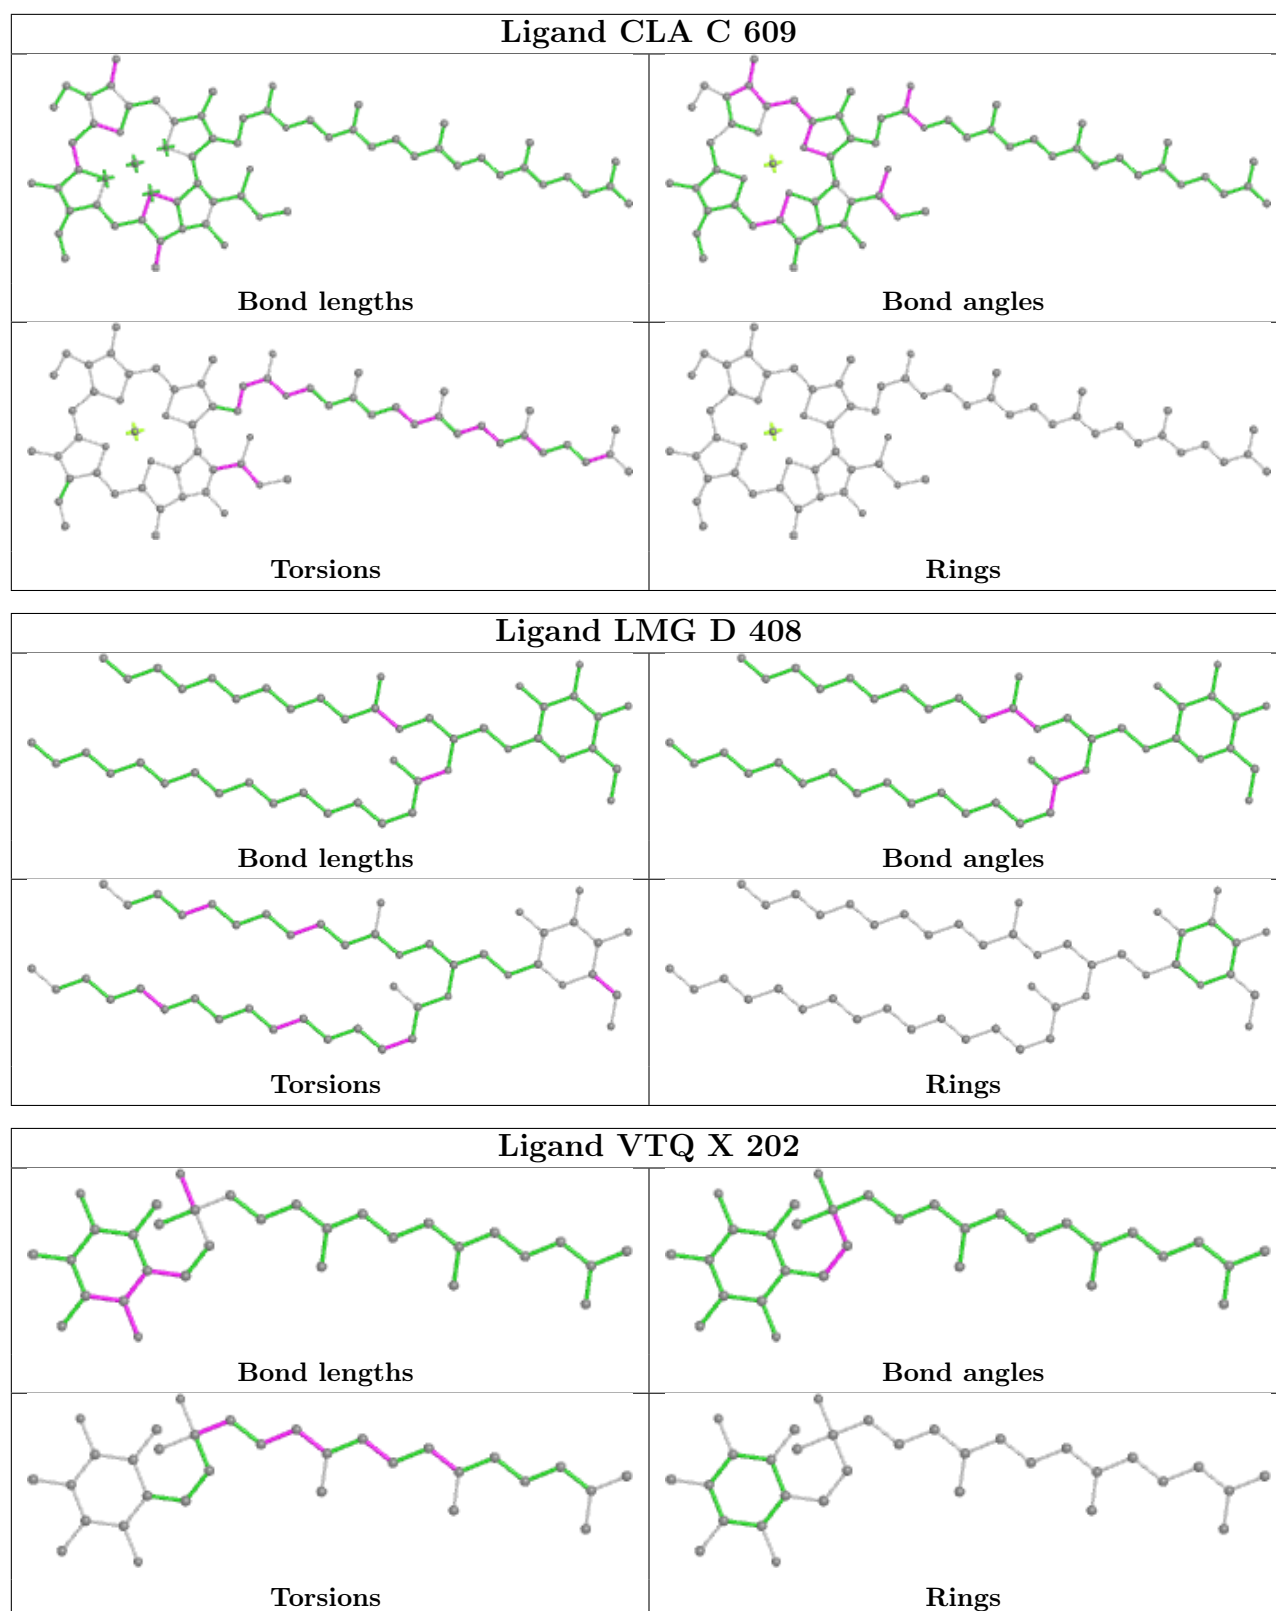 Ligand CLA C 609
Bond lengths
Bond angles
Torsions
Rings
Ligand LMG D 408
Bond lengths
Bond angles
Torsions
Rings
Ligand VTQ X 202
Bond lengths
Bond angles
Torsions
Rings